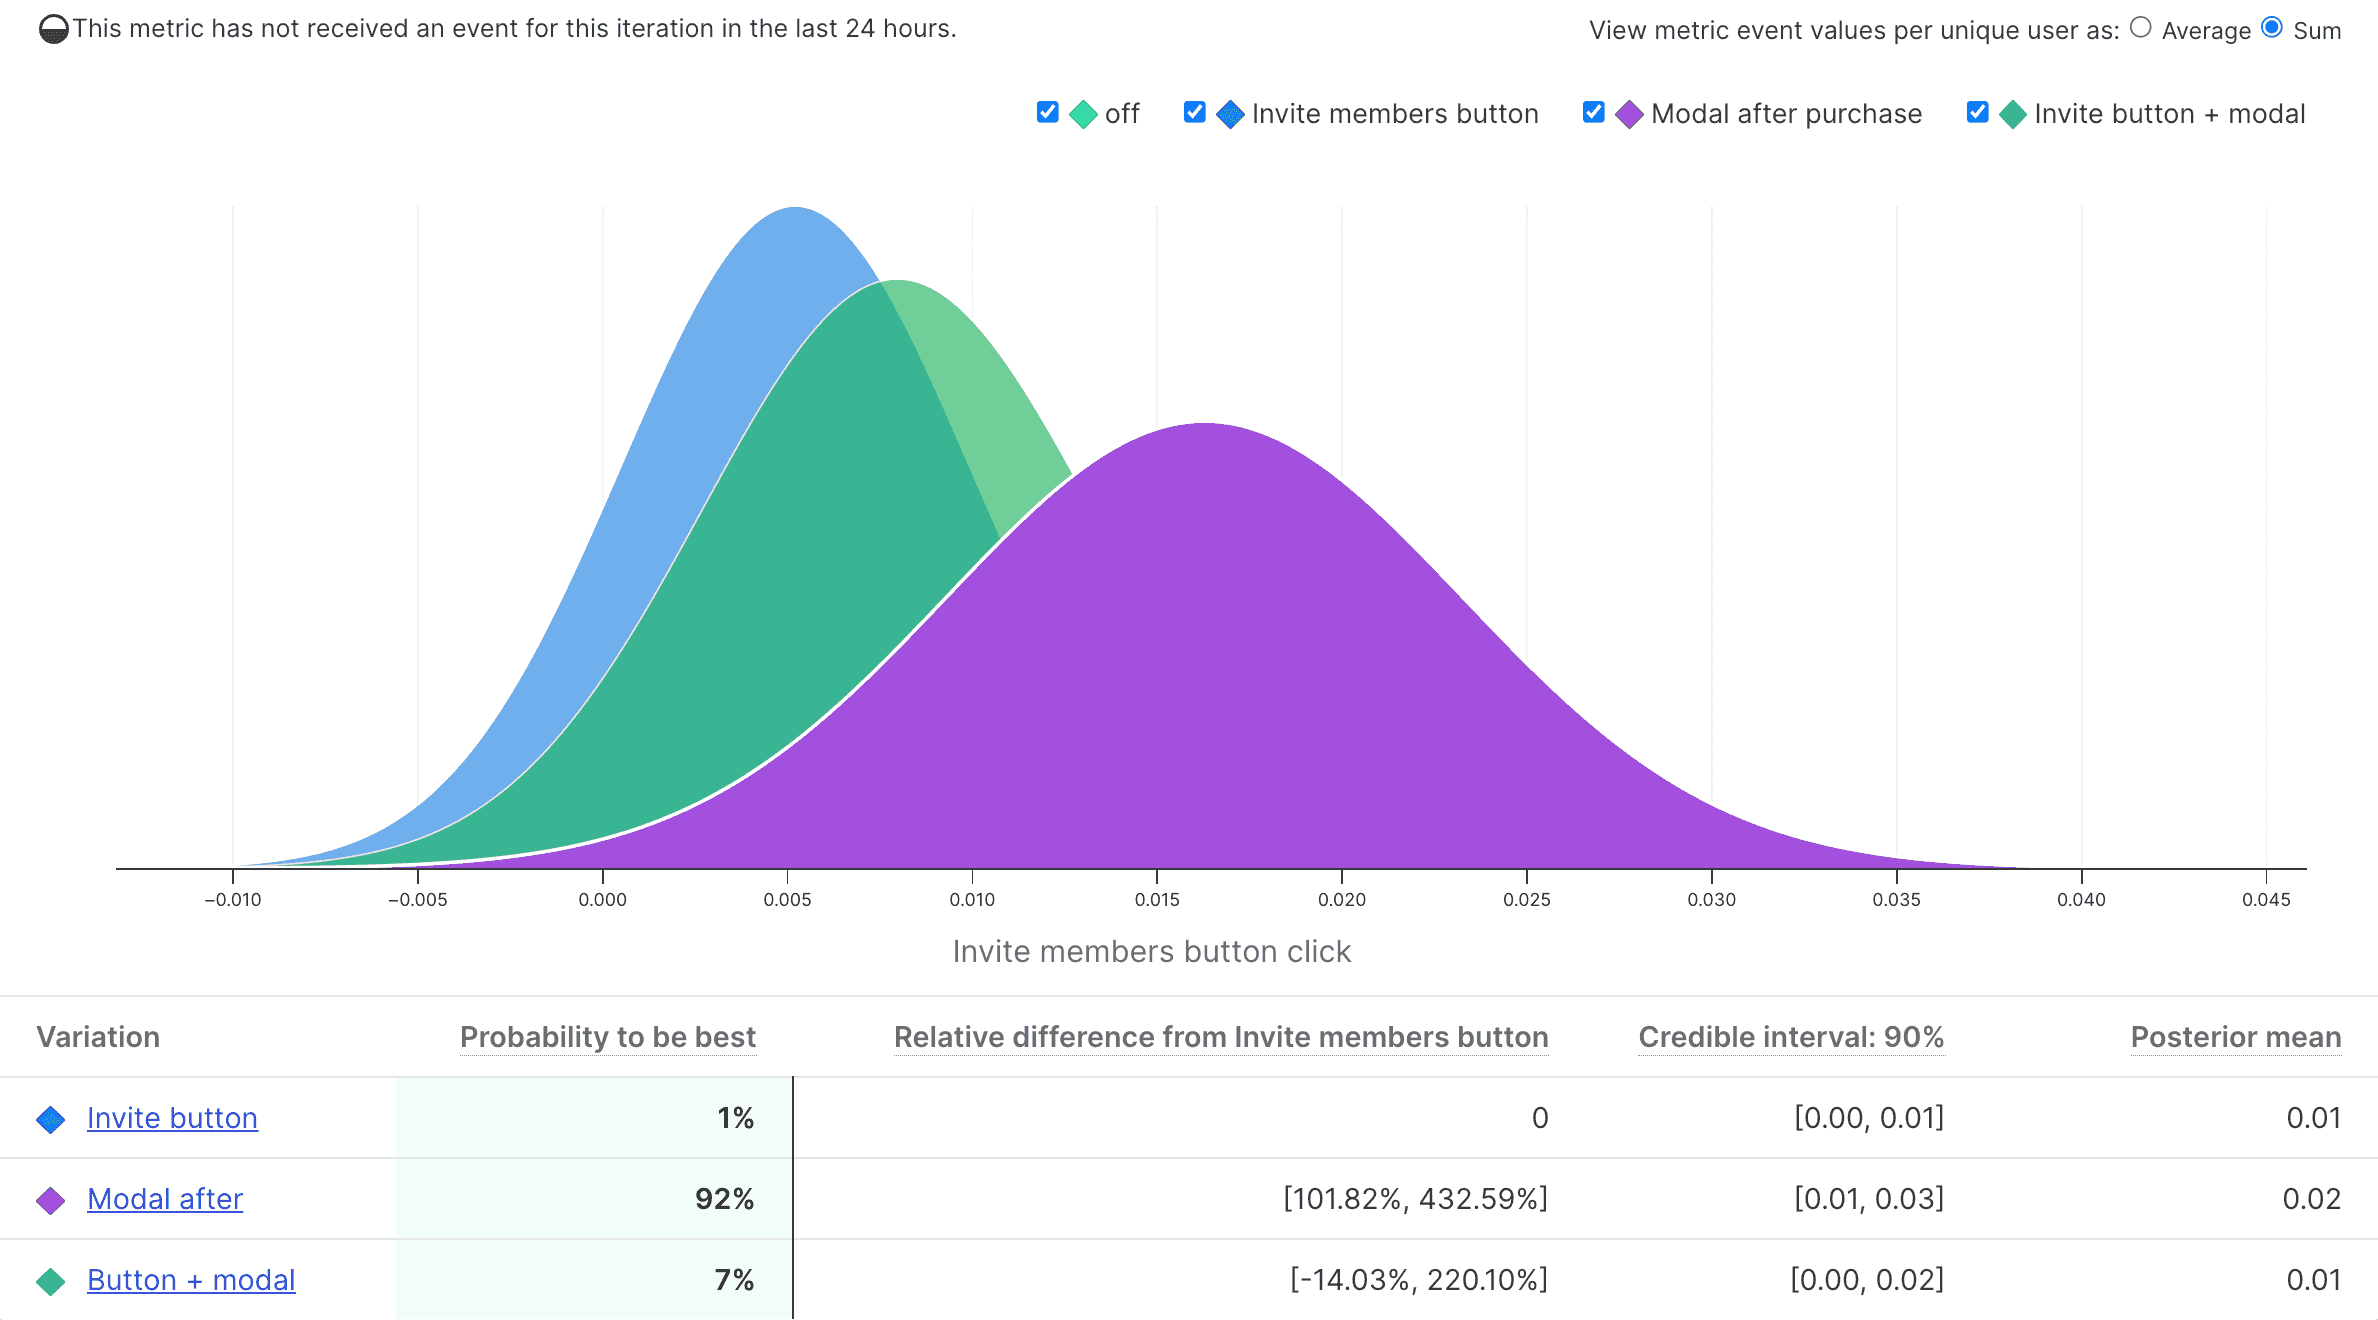 This metric has not received an event for this iteration in the last 24 hours.
View metric event values per unique user as: Average Sum
off Invite members button Modal after purchase Invite button + modal
−0.010 −0.005 0.000 0.005 0.010 0.015 0.020 0.025 0.030 0.035 0.040 0.045
Invite members button click
Variation Probability to be best Relative difference from Invite members button Credible interval: 90% Posterior mean
Invite button 1% 0 [0.00, 0.01] 0.01
Modal after 92% [101.82%, 432.59%] [0.01, 0.03] 0.02
Button + modal 7% [-14.03%, 220.10%] [0.00, 0.02] 0.01